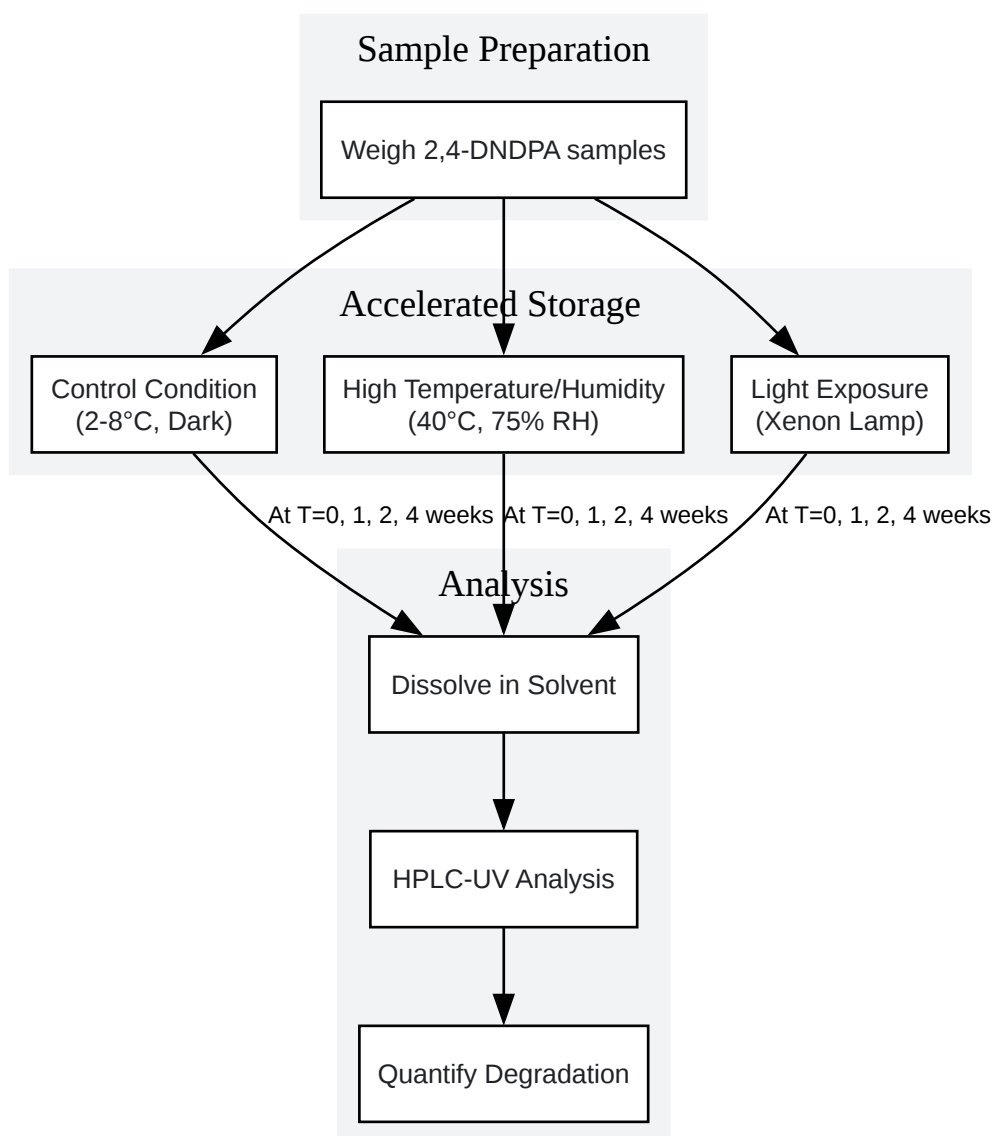 Sample Preparation
Weigh 2,4-DNDPA samples
Accelerated Storage
Control Condition
(2-8°C, Dark)
High Temperature/Humidity
(40°C, 75% RH)
Light Exposure
(Xenon Lamp)
At T=0, 1, 2, 4 weeks
At T=0, 1, 2, 4 weeks
At T=0, 1, 2, 4 weeks
Analysis
Dissolve in Solvent
HPLC-UV Analysis
Quantify Degradation